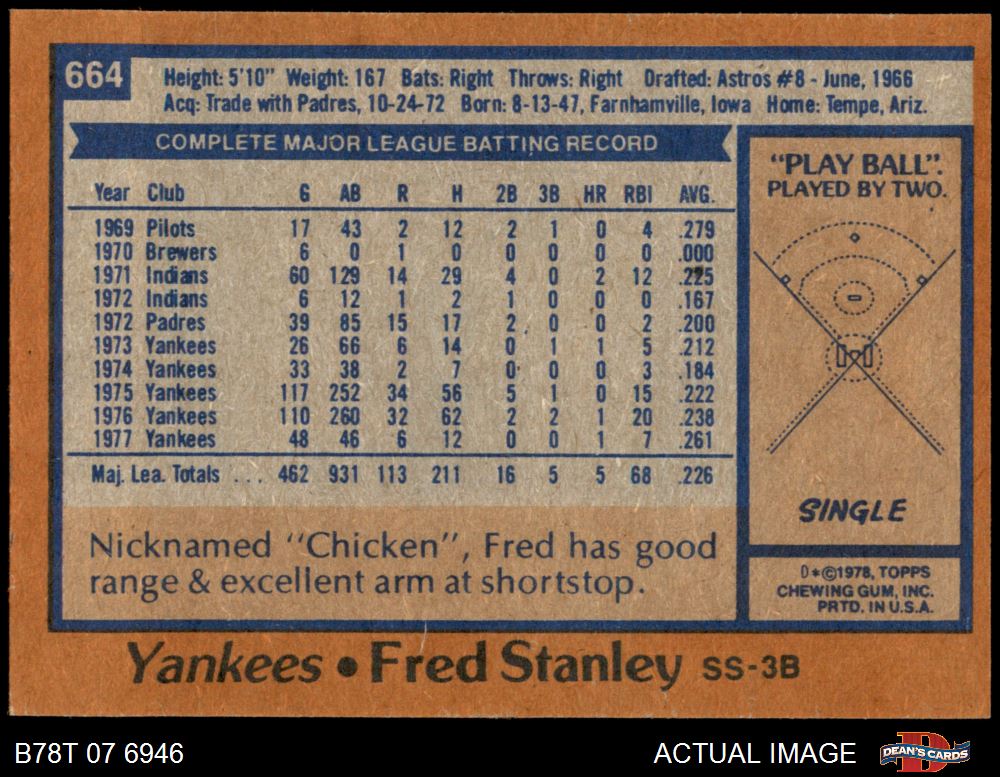 664
Height: 5'10" Weight: 167 Bats: Right Throws: Right Drafted: Astros #8 - June, 1966
Acq: Trade with Padres, 10-24-72 Born: 8-13-47, Farnhamville, Iowa Home: Tempe, Ariz.
COMPLETE MAJOR LEAGUE BATTING RECORD
Year Club G AB R H 2B 3B HR RBI AVG.
1969 Pilots 17 43 2 12 2 1 0 4 .279
1970 Brewers 6 0 1 0 0 0 0 0 .000
1971 Indians 60 129 14 29 4 0 2 12 .225
1972 Indians 6 12 1 2 1 0 0 0 .167
1972 Padres 39 85 15 17 2 0 0 2 .200
1973 Yankees 26 66 6 14 0 1 1 5 .212
1974 Yankees 33 38 2 7 0 0 0 3 .184
1975 Yankees 117 252 34 56 5 1 0 15 .222
1976 Yankees 110 260 32 62 2 2 1 20 .238
1977 Yankees 48 46 6 12 0 0 1 7 .261
Maj. Lea. Totals ... 462 931 113 211 16 5 5 68 .226
Nicknamed "Chicken", Fred has good
range & excellent arm at shortstop.
"PLAY BALL".
PLAYED BY TWO.
SINGLE
D*©1978, TOPPS
CHEWING GUM, INC.
PRTD. IN U.S.A.
Yankees • Fred Stanley SS-3B
B78T 07 6946
ACTUAL IMAGE
DEAN'S CARDS